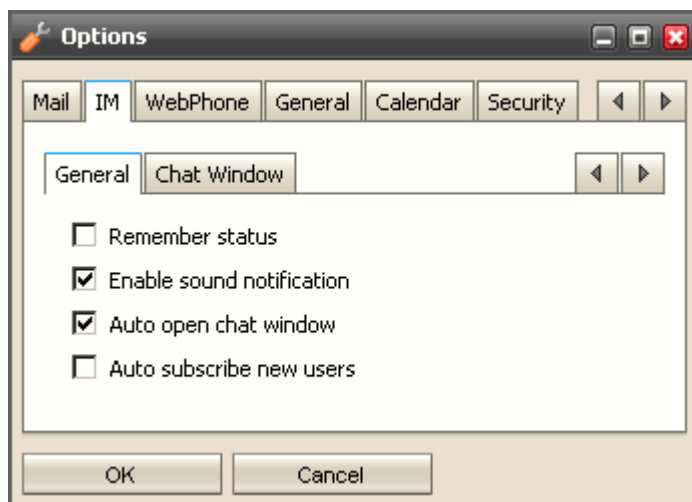 Options
Mail IM WebPhone General Calendar Security
General Chat Window
Remember status
Enable sound notification
Auto open chat window
Auto subscribe new users
OK Cancel